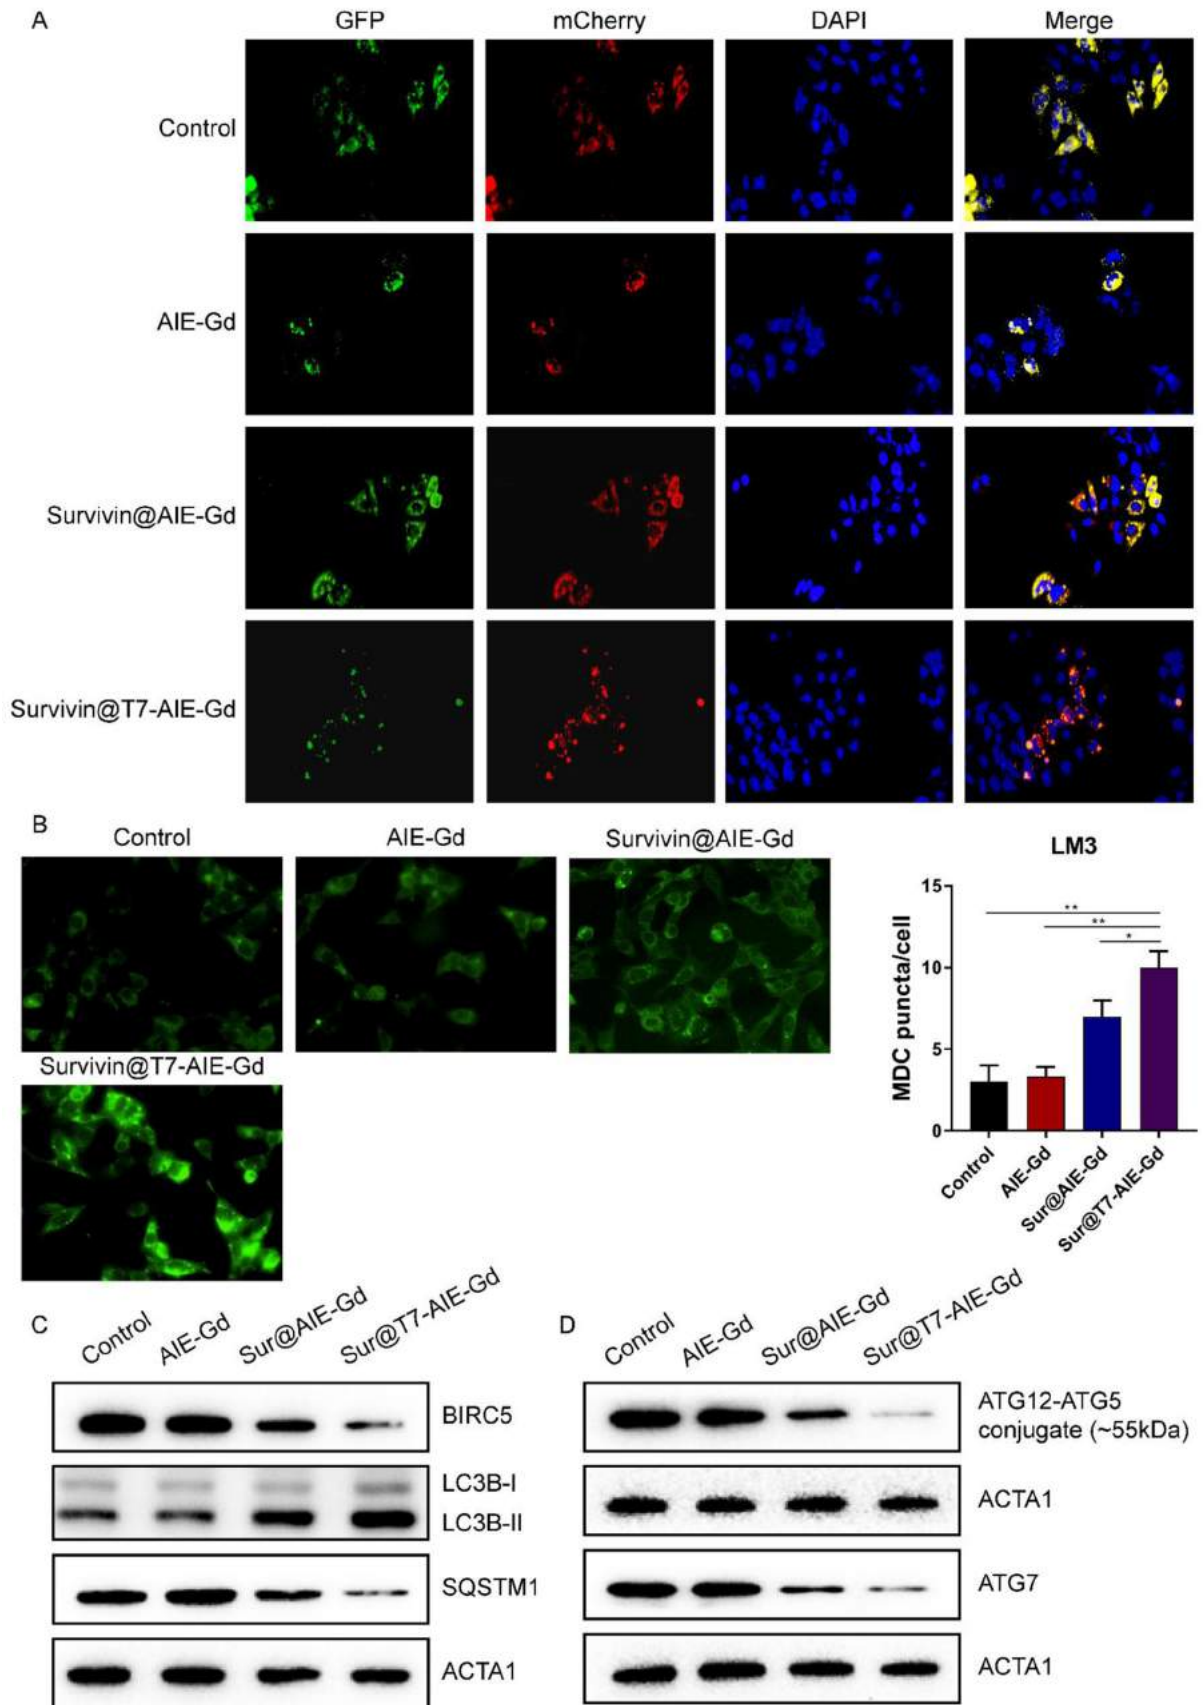 A
GFP
mCherry
DAPI
Merge
Control
AIE-Gd
Survivin@AIE-Gd
Survivin@T7-AIE-Gd
B
Control
AIE-Gd
Survivin@AIE-Gd
Survivin@T7-AIE-Gd
LM3
MDC puncta/cell
15
10
5
0
**
**
*
Control
AIE-Gd
Sur@AIE-Gd
Sur@T7-AIE-Gd
C
Control
AIE-Gd
Sur@AIE-Gd
Sur@T7-AIE-Gd
BIRC5
LC3B-I
LC3B-II
SQSTM1
ACTA1
D
Control
AIE-Gd
Sur@AIE-Gd
Sur@T7-AIE-Gd
ATG12-ATG5
conjugate (~55kDa)
ACTA1
ATG7
ACTA1